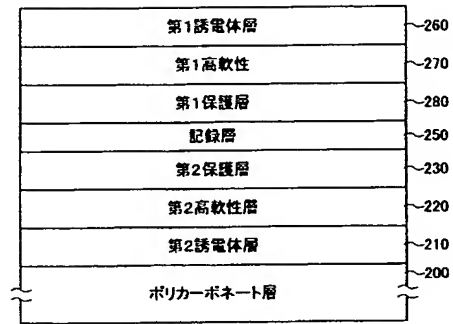 第1誘電体層 260
第1高軟性 270
第1保護層 280
記録層 250
第2保護層 230
第2高軟性層 220
第2誘電体層 210
200
ポリカーボネート層